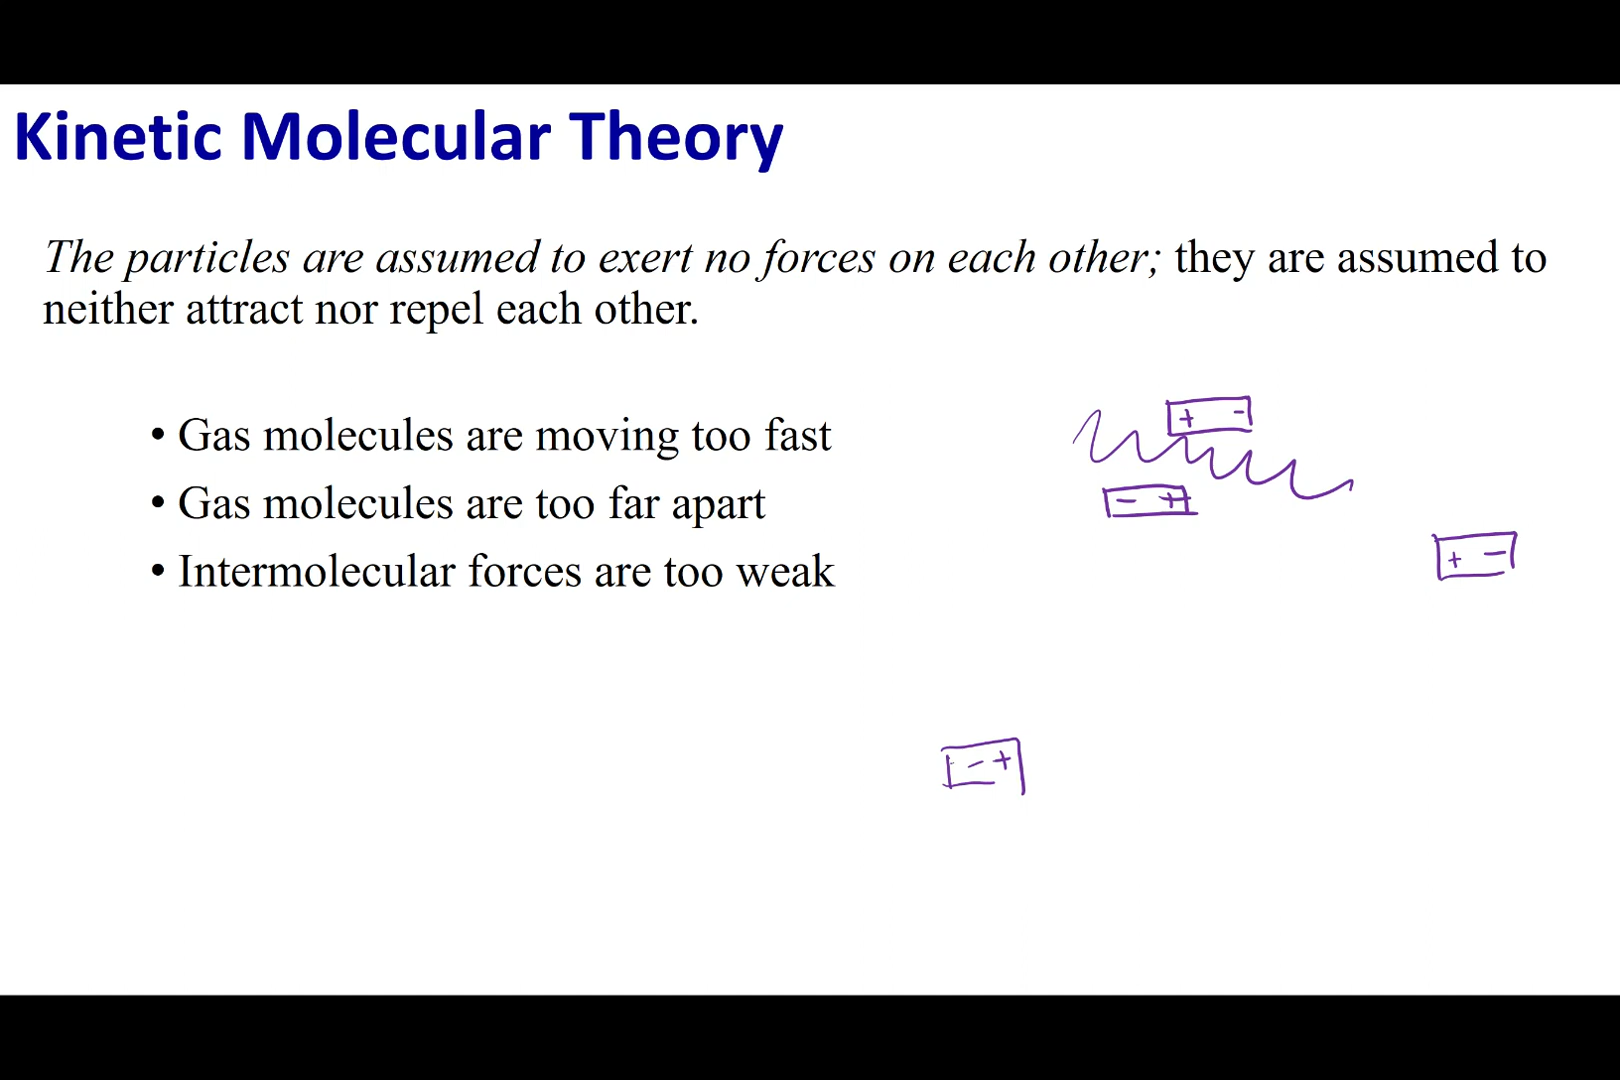 Kinetic Molecular Theory
The particles are assumed to exert no forces on each other; they are assumed to
neither attract nor repel each other.
• Gas molecules are moving too fast
• Gas molecules are too far apart
• Intermolecular forces are too weak
+ -
- +
+ -
- +